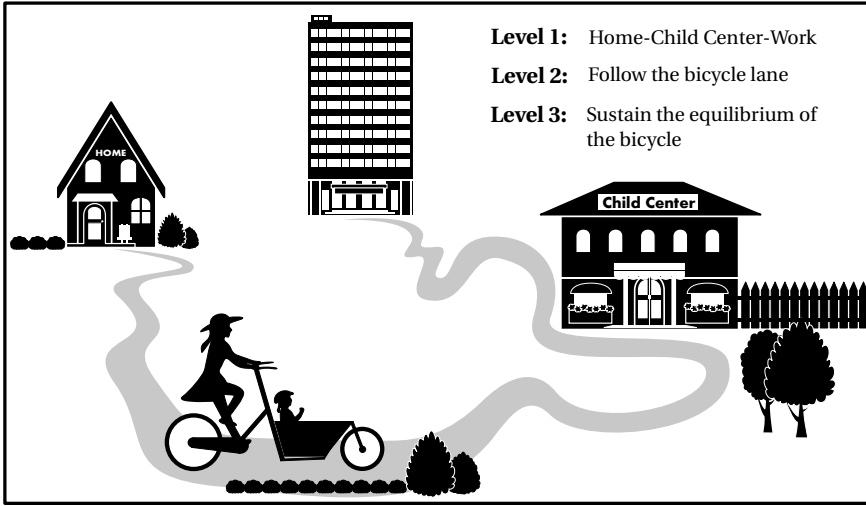 Level 1: Home-Child Center-Work
Level 2: Follow the bicycle lane
Level 3: Sustain the equilibrium of
the bicycle
HOME
Child Center